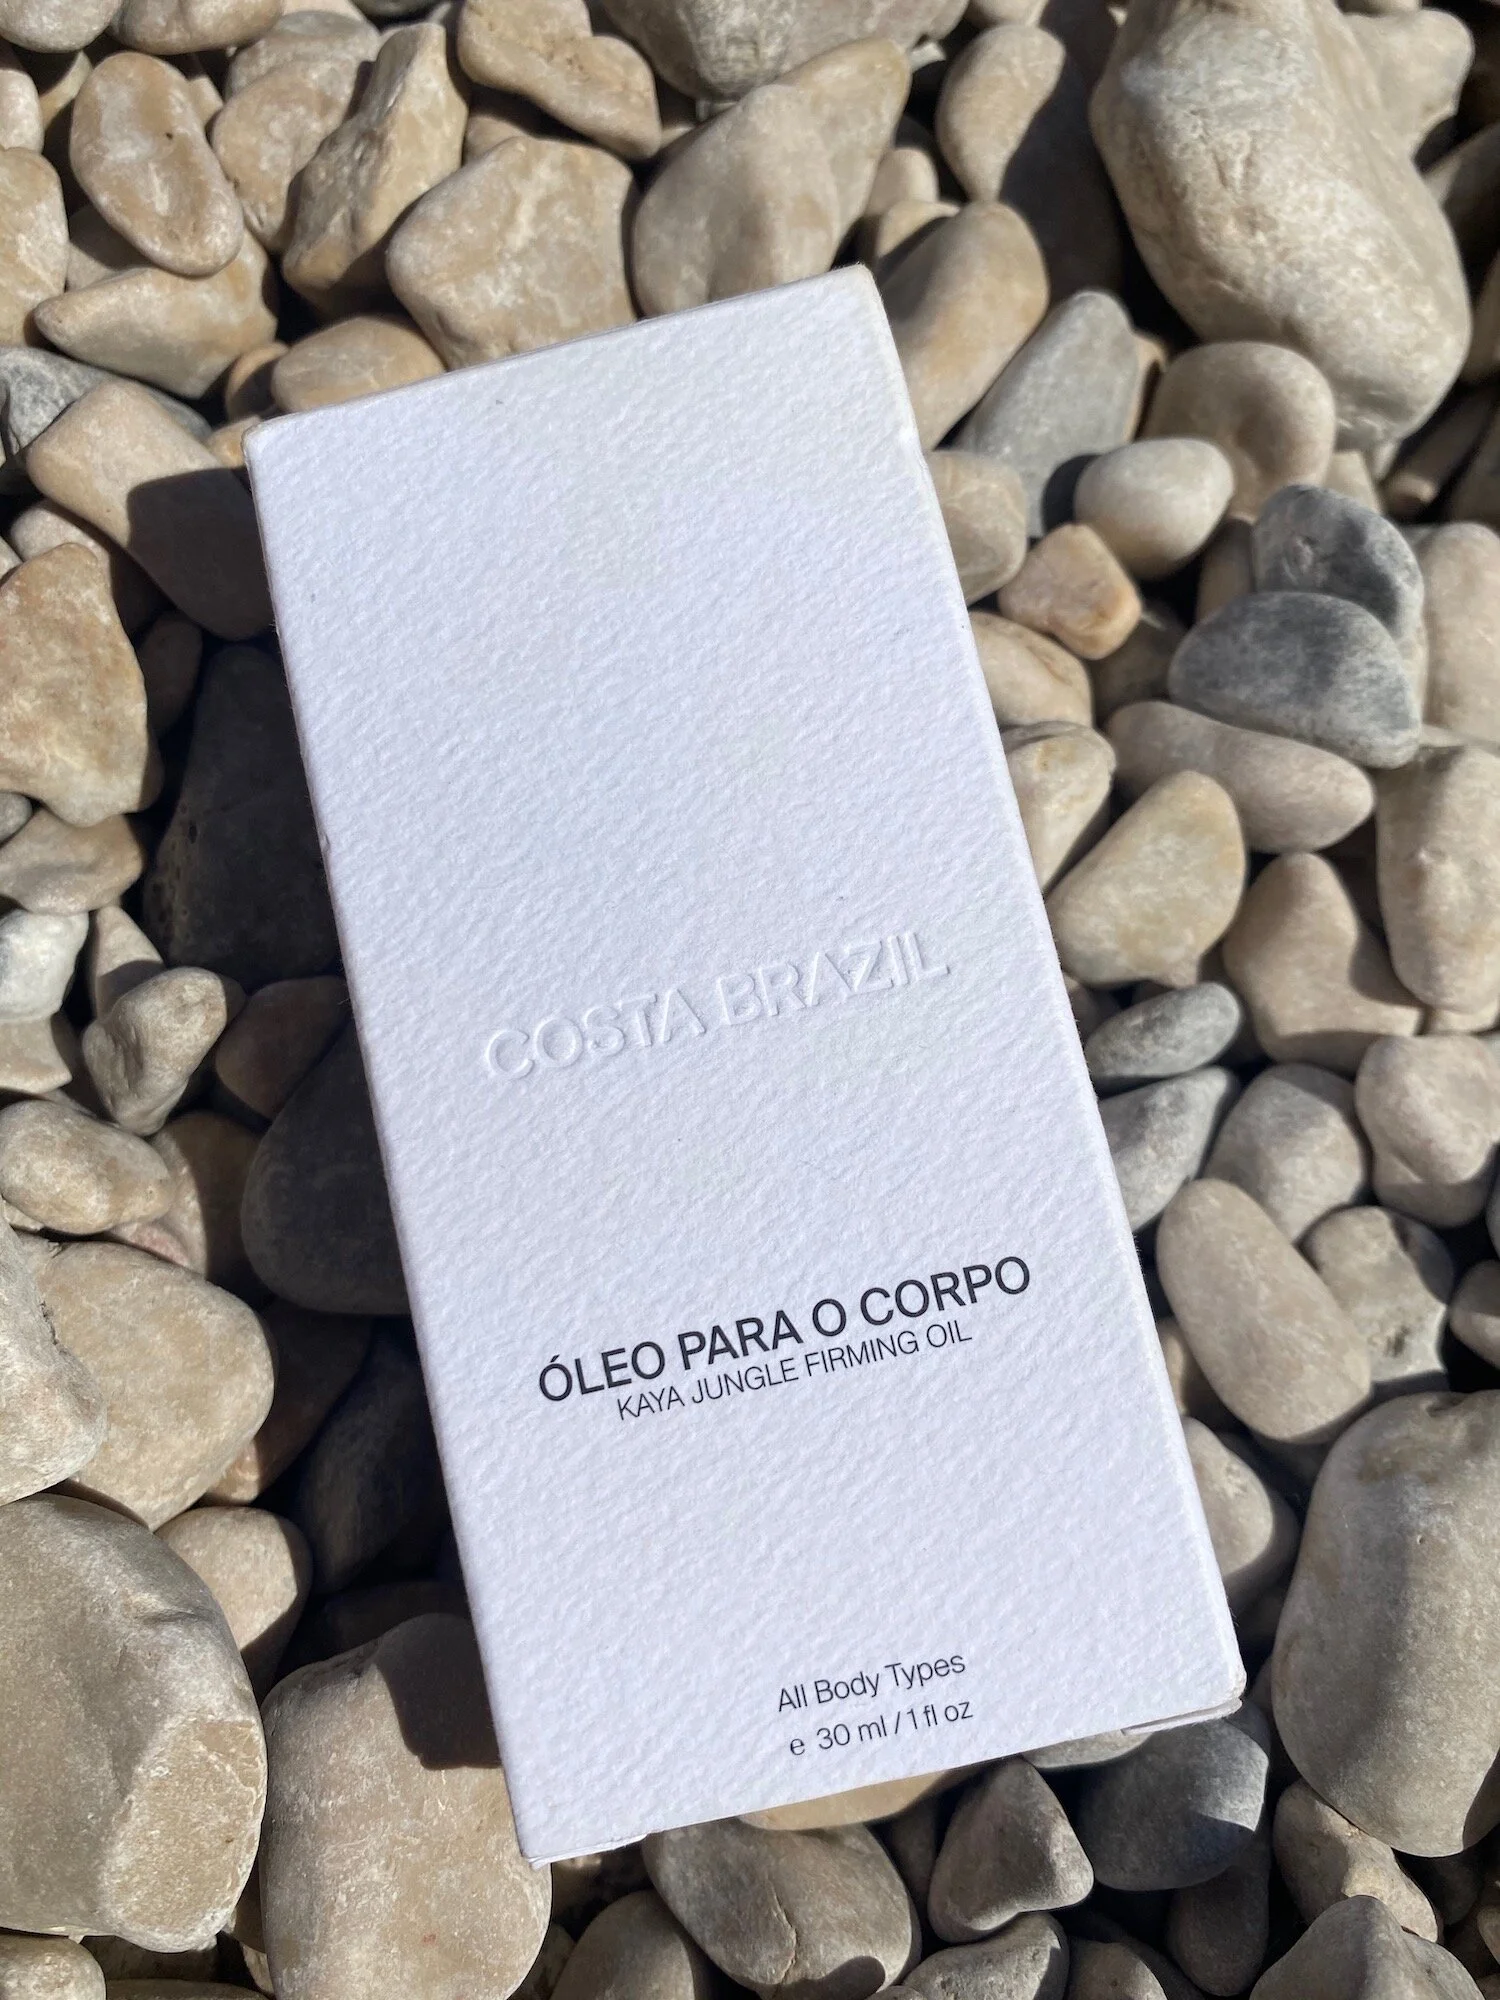 COSTA BRAZIL
ÓLEO PARA O CORPO
KAYA JUNGLE FIRMING OIL
All Body Types
℮ 30 ml / 1 fl oz